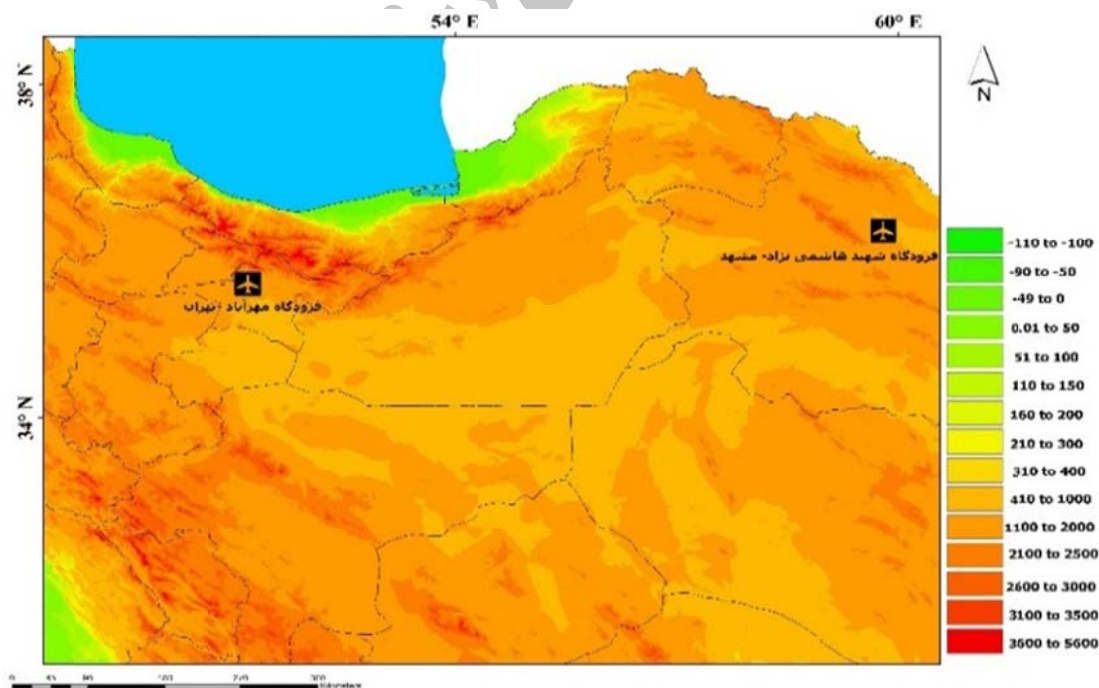 54° E
60° E
38° N
N
فرودگاه شهید هاشمی نژاد- مشهد
فرودگاه مهرآباد -تهران
34° N
-110 to -100
-90 to -50
-49 to 0
0.01 to 50
51 to 100
110 to 150
160 to 200
210 to 300
310 to 400
410 to 1000
1100 to 2000
2100 to 2500
2600 to 3000
3100 to 3500
3600 to 5600
0
Kilometers